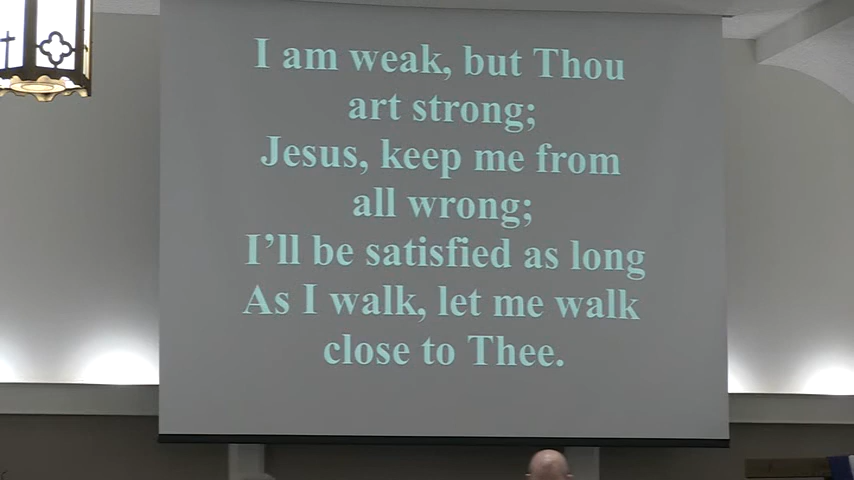 I am weak, but Thou
art strong;
Jesus, keep me from
all wrong;
I’ll be satisfied as long
As I walk, let me walk
close to Thee.